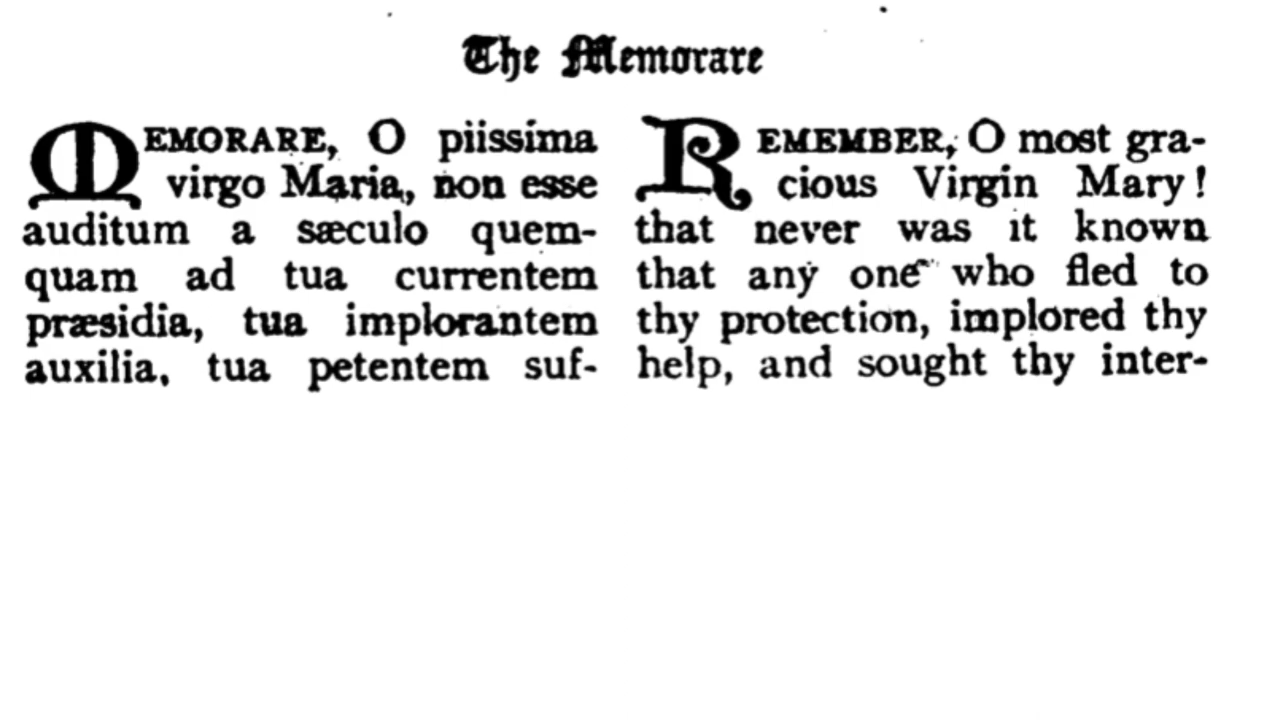 The Memorare
MEMORARE, O piissima
virgo Maria, non esse
auditum a sæculo quem-
quam ad tua currentem
præsidia, tua implorantem
auxilia, tua petentem suf-
REMEMBER, O most gra-
cious Virgin Mary!
that never was it known
that any one who fled to
thy protection, implored thy
help, and sought thy inter-